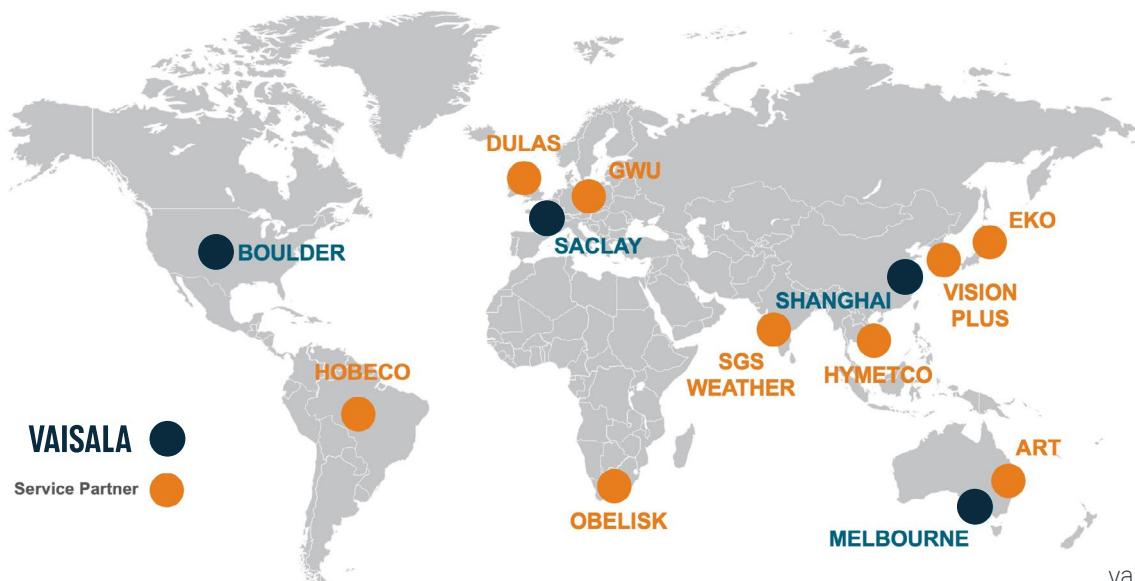 DULAS
GWU
EKO
BOULDER
SACLAY
SHANGHAI
VISION
PLUS
SGS
WEATHER
HYMETCO
HOBECO
VAISALA
ART
Service Partner
OBELISK
MELBOURNE
va